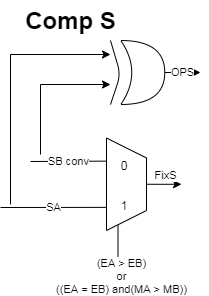 Comp S
OPS
SB conv
0
FixS
1
SA
(EA > EB)
or
((EA = EB) and(MA > MB))